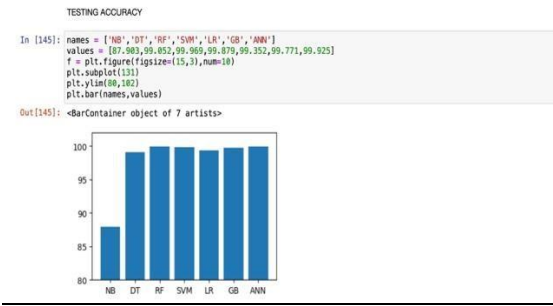 TESTING ACCURACY
In [145]: names = ['NB','DT','RF','SVM','LR','GB','ANN']
values = [87.903,99.052,99.969,99.879,99.352,99.771,99.925]
f = plt.figure(figsize=(15,3),num=10)
plt.subplot(131)
plt.ylim(80,102)
plt.bar(names,values)
Out[145]: <BarContainer object of 7 artists>
100
95
90
85
80
NB DT RF SVM LR GB ANN